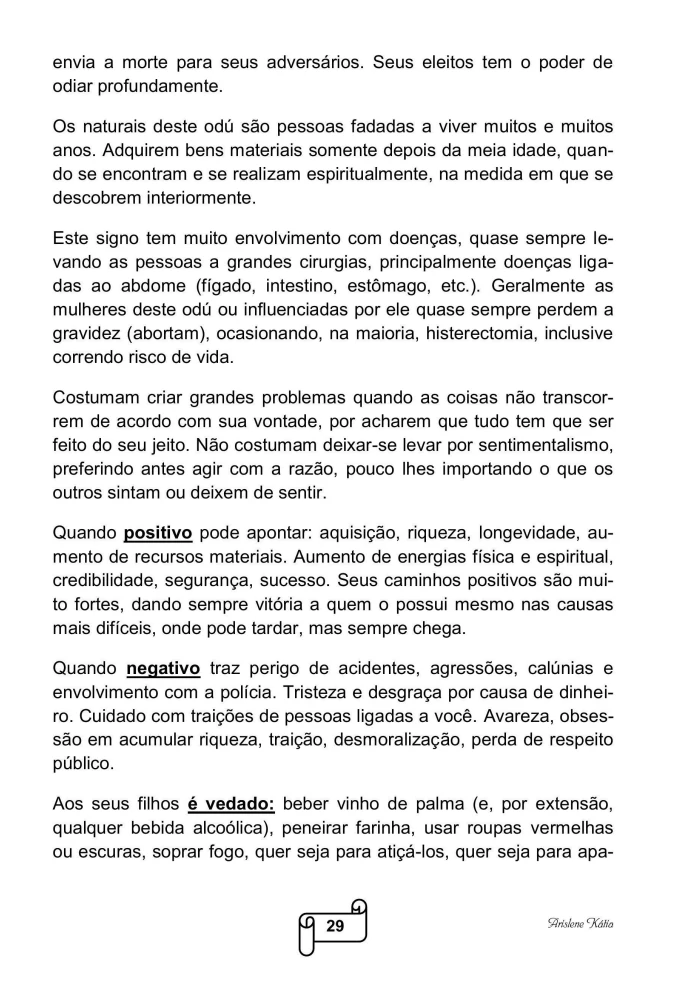 envia a morte para seus adversários. Seus eleitos tem o poder de
odiar profundamente.
Os naturais deste odú são pessoas fadadas a viver muitos e muitos
anos. Adquirem bens materiais somente depois da meia idade, quan-
do se encontram e se realizam espiritualmente, na medida em que se
descobrem interiormente.
Este signo tem muito envolvimento com doenças, quase sempre le-
vando as pessoas a grandes cirurgias, principalmente doenças liga-
das ao abdome (fígado, intestino, estômago, etc.). Geralmente as
mulheres deste odú ou influenciadas por ele quase sempre perdem a
gravidez (abortam), ocasionando, na maioria, histerectomia, inclusive
correndo risco de vida.
Costumam criar grandes problemas quando as coisas não transcor-
rem de acordo com sua vontade, por acharem que tudo tem que ser
feito do seu jeito. Não costumam deixar-se levar por sentimentalismo,
preferindo antes agir com a razão, pouco lhes importando o que os
outros sintam ou deixem de sentir.
Quando positivo pode apontar: aquisição, riqueza, longevidade, au-
mento de recursos materiais. Aumento de energias física e espiritual,
credibilidade, segurança, sucesso. Seus caminhos positivos são mui-
to fortes, dando sempre vitória a quem o possui mesmo nas causas
mais difíceis, onde pode tardar, mas sempre chega.
Quando negativo traz perigo de acidentes, agressões, calúnias e
envolvimento com a polícia. Tristeza e desgraça por causa de dinhei-
ro. Cuidado com traições de pessoas ligadas a você. Avareza, obses-
são em acumular riqueza, traição, desmoralização, perda de respeito
público.
Aos seus filhos é vedado: beber vinho de palma (e, por extensão,
qualquer bebida alcoólica), peneirar farinha, usar roupas vermelhas
ou escuras, soprar fogo, quer seja para atiçá-los, quer seja para apa-
29
Arislene Kátia